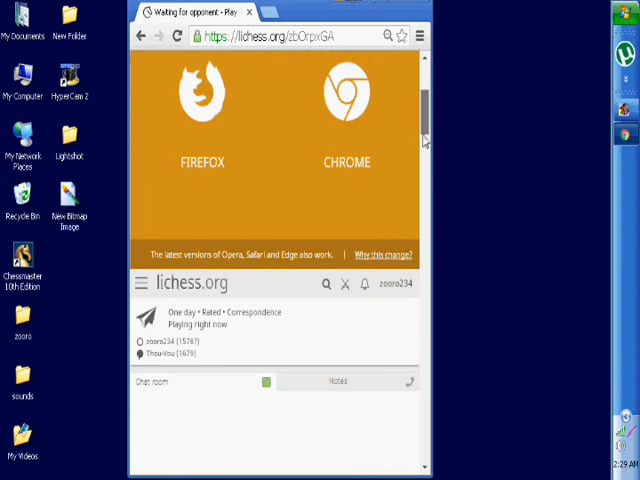 My Documents
New Folder
My Computer
HyperCam 2
My Network
Places
Lightshot
Recycle Bin
New Bitmap
Image
Chessmaster
10th Edition
zooro
sounds
My Videos
Waiting for opponent - Play
https://lichess.org/zbOrpxGA
FIREFOX
CHROME
The latest versions of Opera, Safari and Edge also work. | Why this change?
lichess.org
zooro234
One day • Rated • Correspondence
Playing right now
zooro234 (1578?)
Thou-You (1679)
Chat room
Notes
2:29 AM